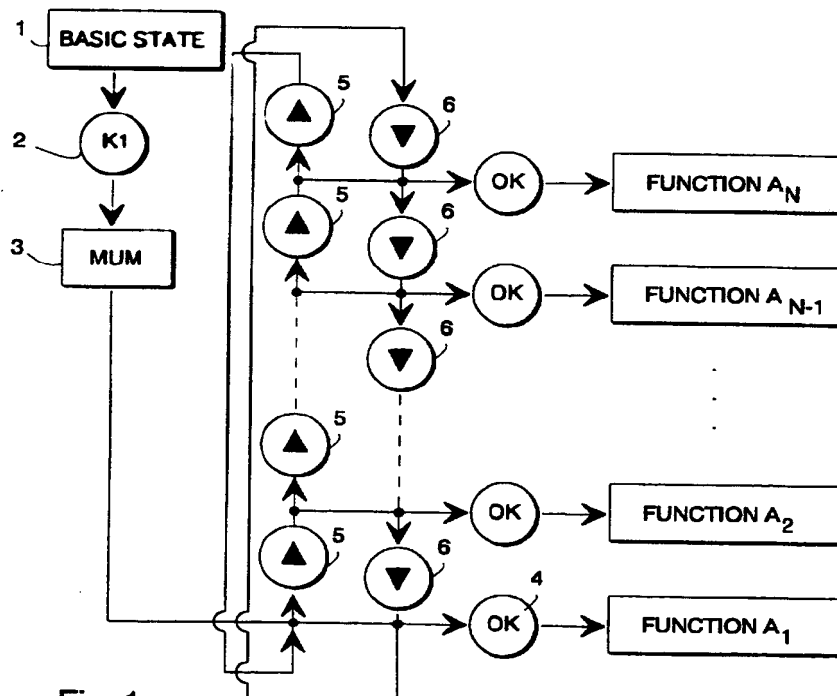 1 BASIC STATE
2 K1
3 MUM
5 6
OK FUNCTION A_N
5 6
OK FUNCTION A_N-1
6
5
OK FUNCTION A_2
5 6
4 OK FUNCTION A_1
Fig. 1